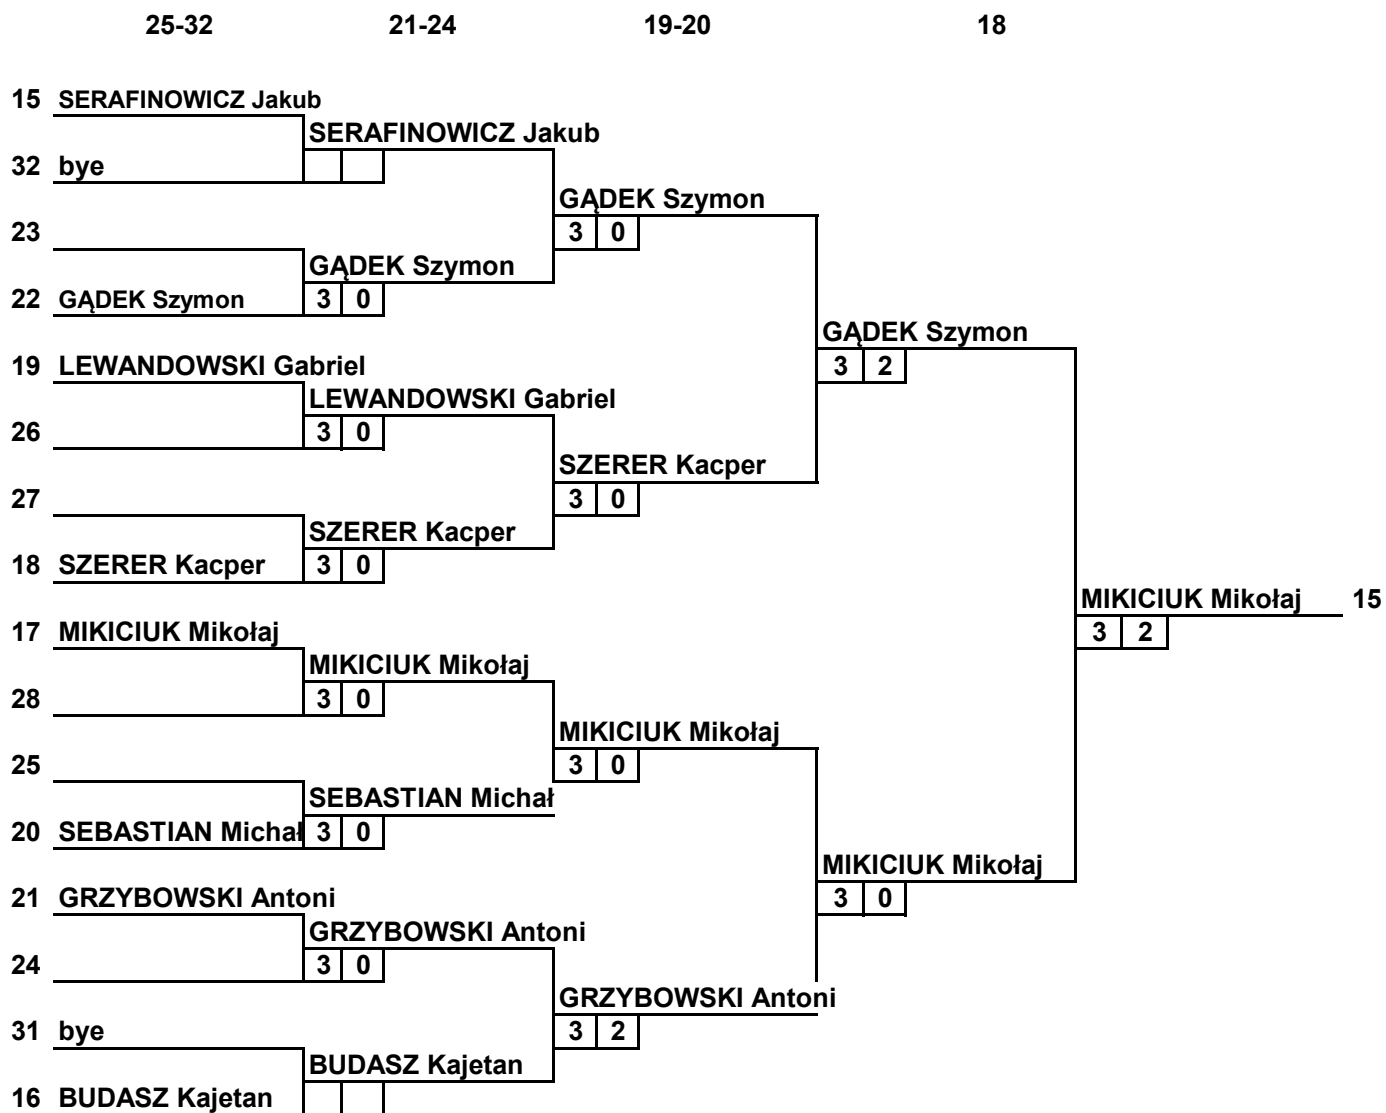 25-32 21-24 19-20 18
15 SERAFINOWICZ Jakub
SERAFINOWICZ Jakub
32 bye
GĄDEK Szymon
23 3 0
GĄDEK Szymon
22 GĄDEK Szymon 3 0
GĄDEK Szymon
19 LEWANDOWSKI Gabriel 3 2
LEWANDOWSKI Gabriel
26 3 0
SZERER Kacper
27 3 0
SZERER Kacper
18 SZERER Kacper 3 0
MIKICIUK Mikołaj 15
17 MIKICIUK Mikołaj 3 2
MIKICIUK Mikołaj
28 3 0
MIKICIUK Mikołaj
25 3 0
SEBASTIAN Michał
20 SEBASTIAN Michał 3 0
MIKICIUK Mikołaj
21 GRZYBOWSKI Antoni 3 0
GRZYBOWSKI Antoni
24 3 0
GRZYBOWSKI Antoni
31 bye 3 2
BUDASZ Kajetan
16 BUDASZ Kajetan